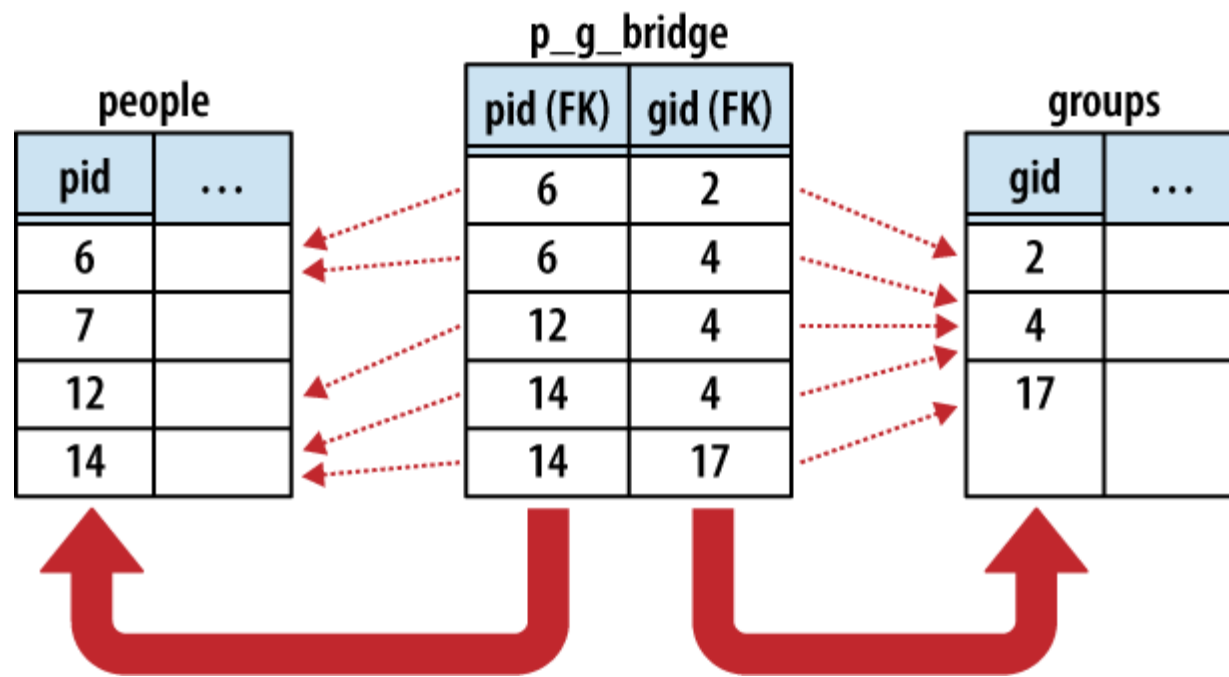 people
pid ...
6
7
12
14
p_g_bridge
pid (FK) gid (FK)
6 2
6 4
12 4
14 4
14 17
groups
gid ...
2
4
17